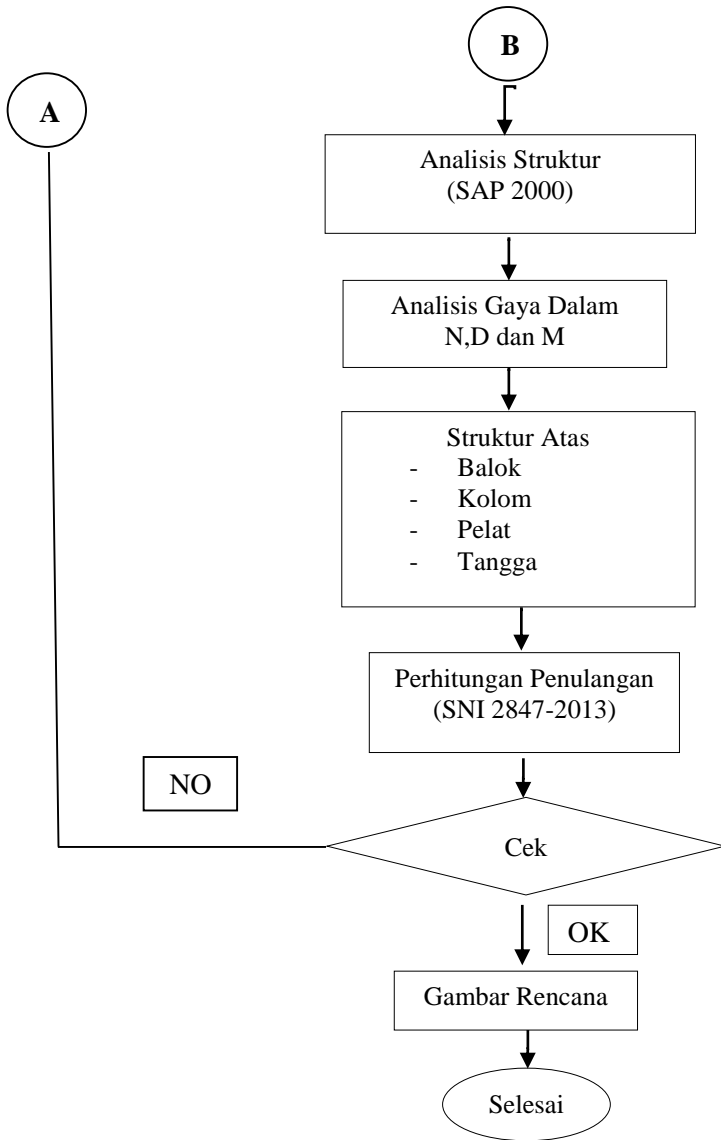 B
A
Analisis Struktur
(SAP 2000)
Analisis Gaya Dalam
N,D dan M
Struktur Atas
- Balok
- Kolom
- Pelat
- Tangga
Perhitungan Penulangan
(SNI 2847-2013)
NO
Cek
OK
Gambar Rencana
Selesai